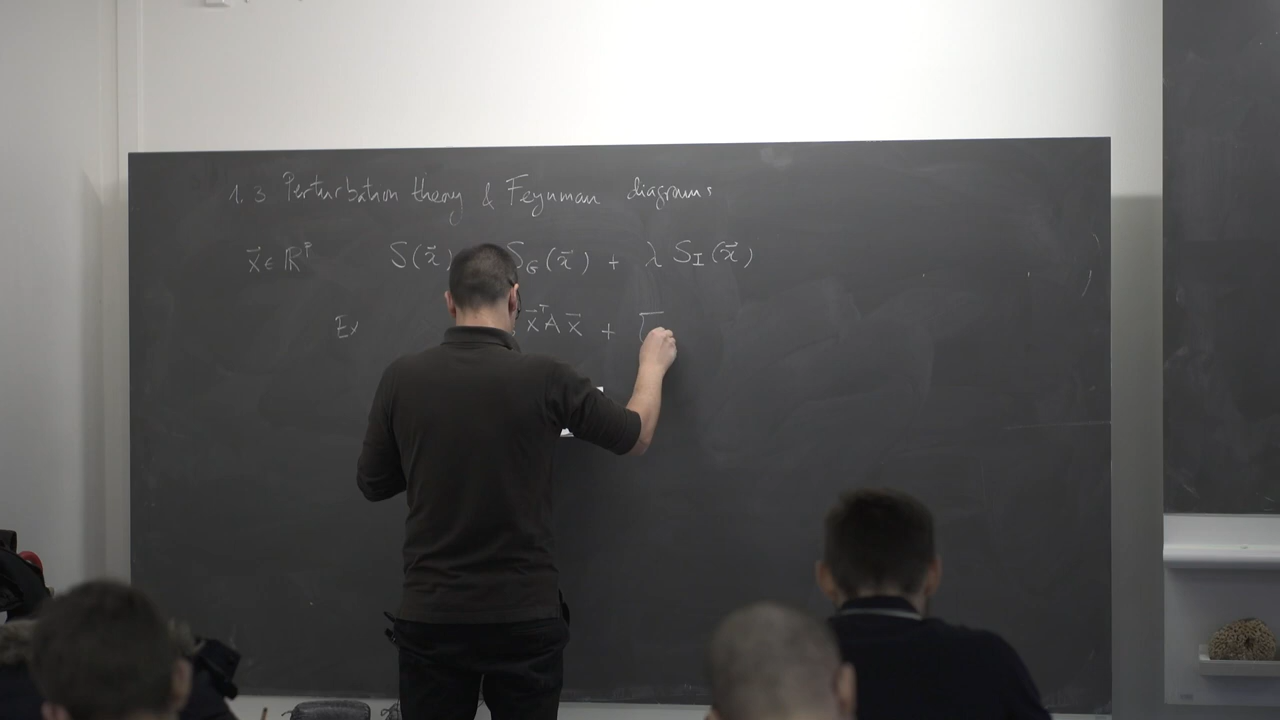 1.3 Perturbation theory & Feynman diagrams
x⃗ ∈ ℝᴾ S(x⃗) S_G(x⃗) + λ S_I(x⃗)
Ex x⃗ᵀA x⃗ +